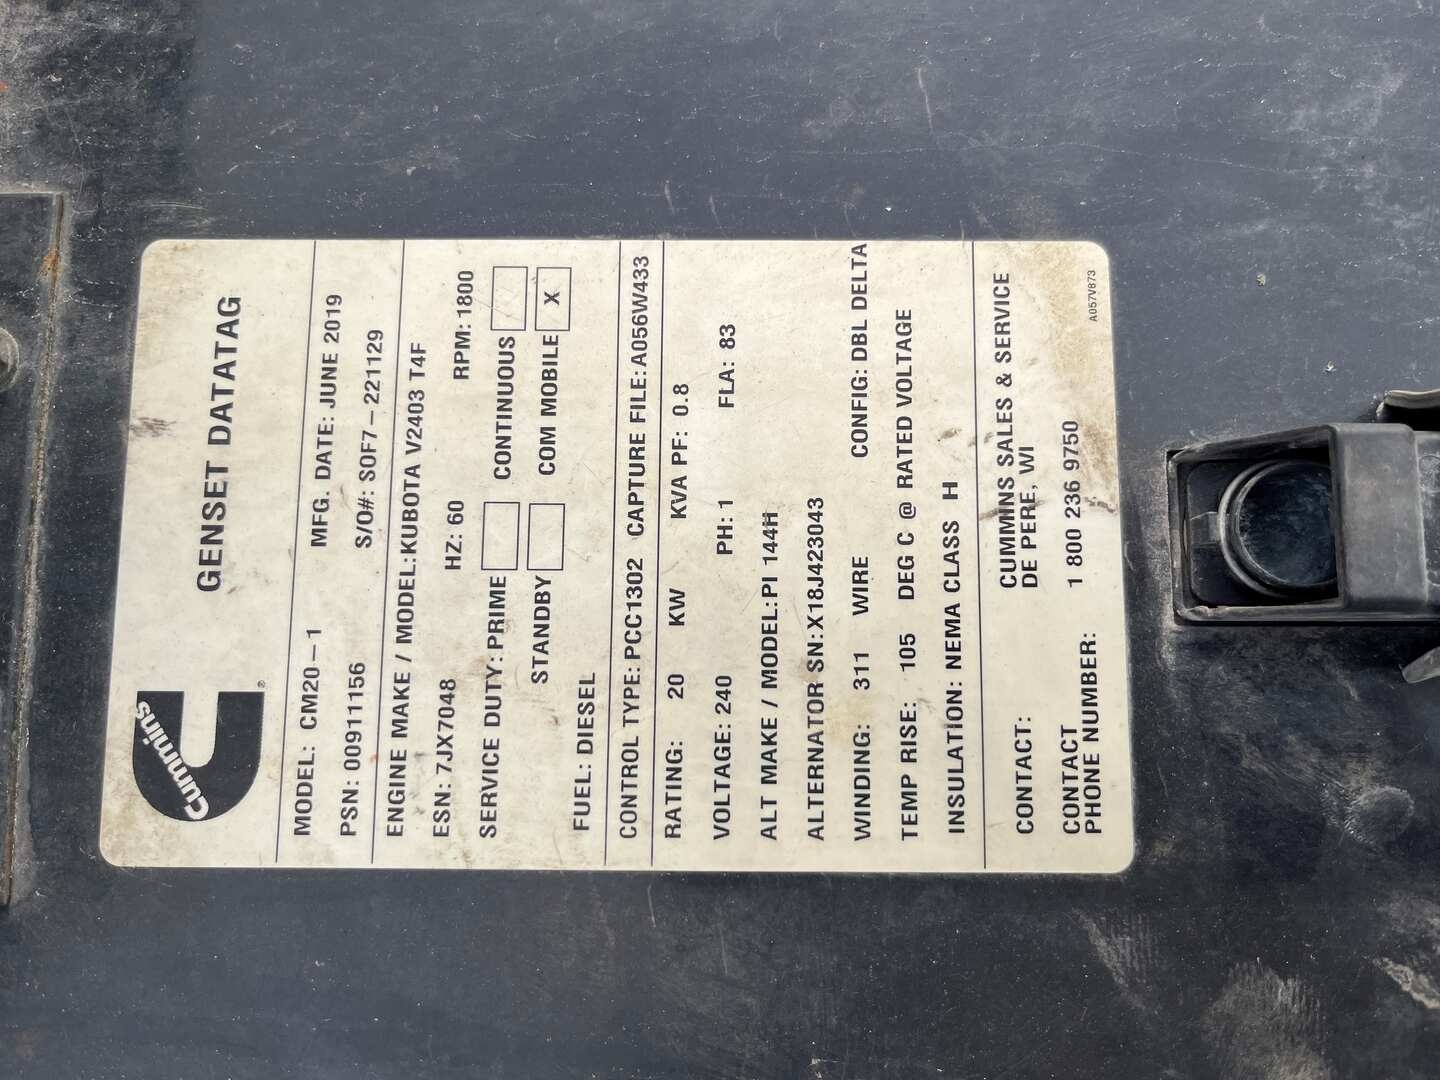 Cummins
GENSET DATATAG
MODEL: CM20-1 MFG. DATE: JUNE 2019
PSN: 00911156 S/O#: SOF7-221129
ENGINE MAKE / MODEL: KUBOTA V2403 T4F
ESN: 7JX7048 HZ: 60 RPM: 1800
SERVICE DUTY: PRIME CONTINUOUS
STANDBY COM MOBILE X
FUEL: DIESEL
CONTROL TYPE: PCC1302 CAPTURE FILE: A056W433
RATING: 20 KW KVA PF: 0.8
VOLTAGE: 240 PH: 1 FLA: 83
ALT MAKE / MODEL: PI 144H
ALTERNATOR SN: X18J423043
WINDING: 311 WIRE CONFIG: DBL DELTA
TEMP RISE: 105 DEG C @ RATED VOLTAGE
INSULATION: NEMA CLASS H
CONTACT: CUMMINS SALES & SERVICE
DE PERE, WI
CONTACT
PHONE NUMBER: 1 800 236 9750
A057V873